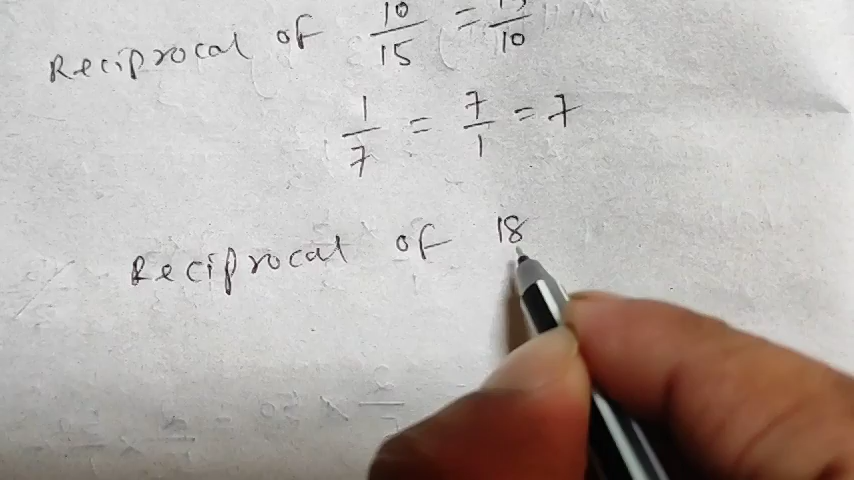 Reciprocal of 10/15 = 15/10
1/7 = 7/1 = 7
Reciprocal of 18